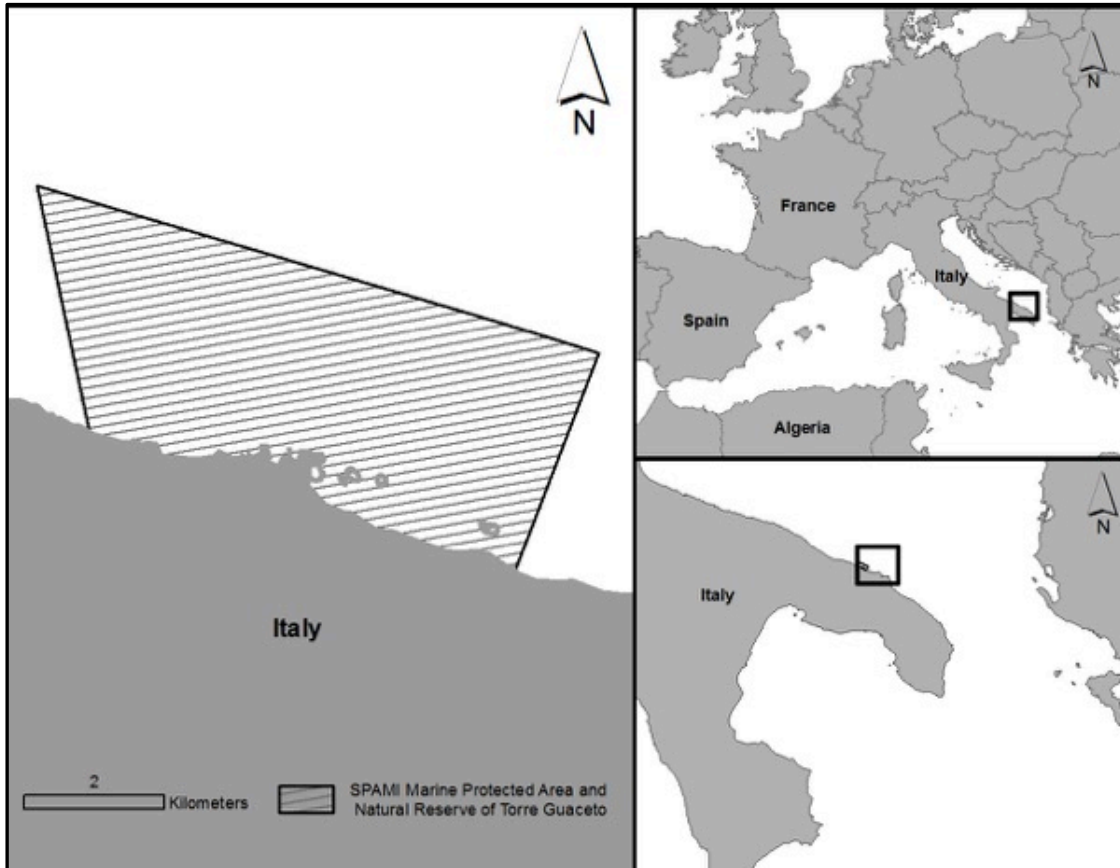 N
Italy
2
Kilometers
SPAMI Marine Protected Area and
Natural Reserve of Torre Guaceto
N
France
Italy
Spain
Algeria
N
Italy